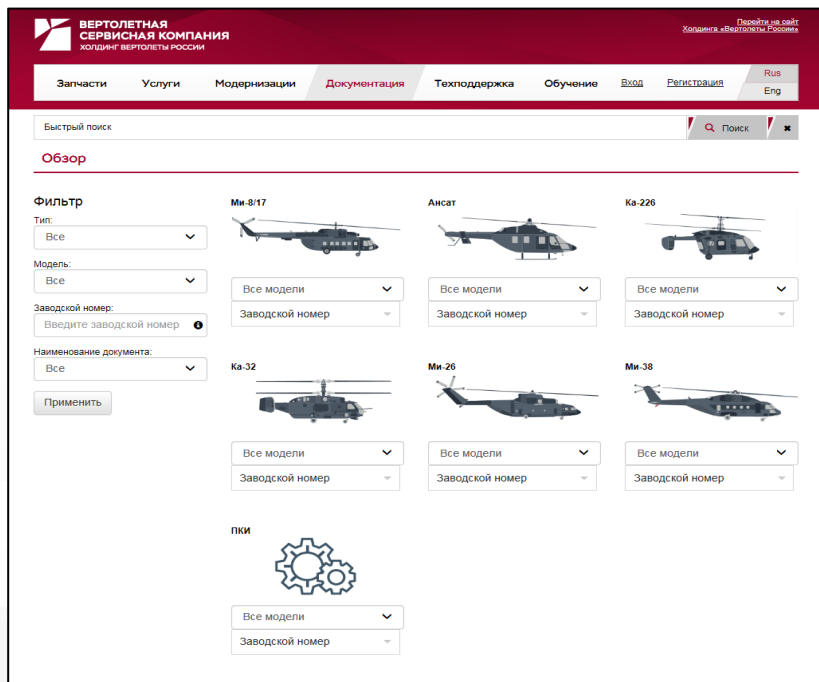 ВЕРТОЛЕТНАЯ
СЕРВИСНАЯ КОМПАНИЯ
ХОЛДИНГ ВЕРТОЛЕТЫ РОССИИ
Перейти на сайт
Холдинга «Вертолеты России»
Запчасти Услуги Модернизации Документация Техподдержка Обучение Вход Регистрация
Rus
Eng
Быстрый поиск
Поиск
Обзор
Фильтр
Тип:
Все
Модель:
Все
Заводской номер:
Введите заводской номер
Наименование документа:
Все
Применить
Ми-8/17
Все модели
Заводской номер
Ансат
Все модели
Заводской номер
Ка-226
Все модели
Заводской номер
Ка-32
Все модели
Заводской номер
Ми-26
Все модели
Заводской номер
Ми-38
Все модели
Заводской номер
ПКИ
Все модели
Заводской номер